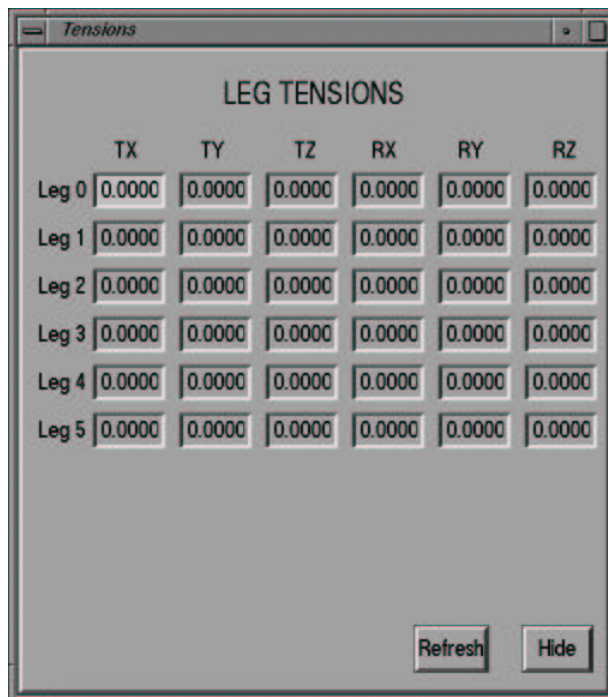 Tensions
LEG TENSIONS
TX TY TZ RX RY RZ
Leg 0 0.0000 0.0000 0.0000 0.0000 0.0000 0.0000
Leg 1 0.0000 0.0000 0.0000 0.0000 0.0000 0.0000
Leg 2 0.0000 0.0000 0.0000 0.0000 0.0000 0.0000
Leg 3 0.0000 0.0000 0.0000 0.0000 0.0000 0.0000
Leg 4 0.0000 0.0000 0.0000 0.0000 0.0000 0.0000
Leg 5 0.0000 0.0000 0.0000 0.0000 0.0000 0.0000
Refresh Hide